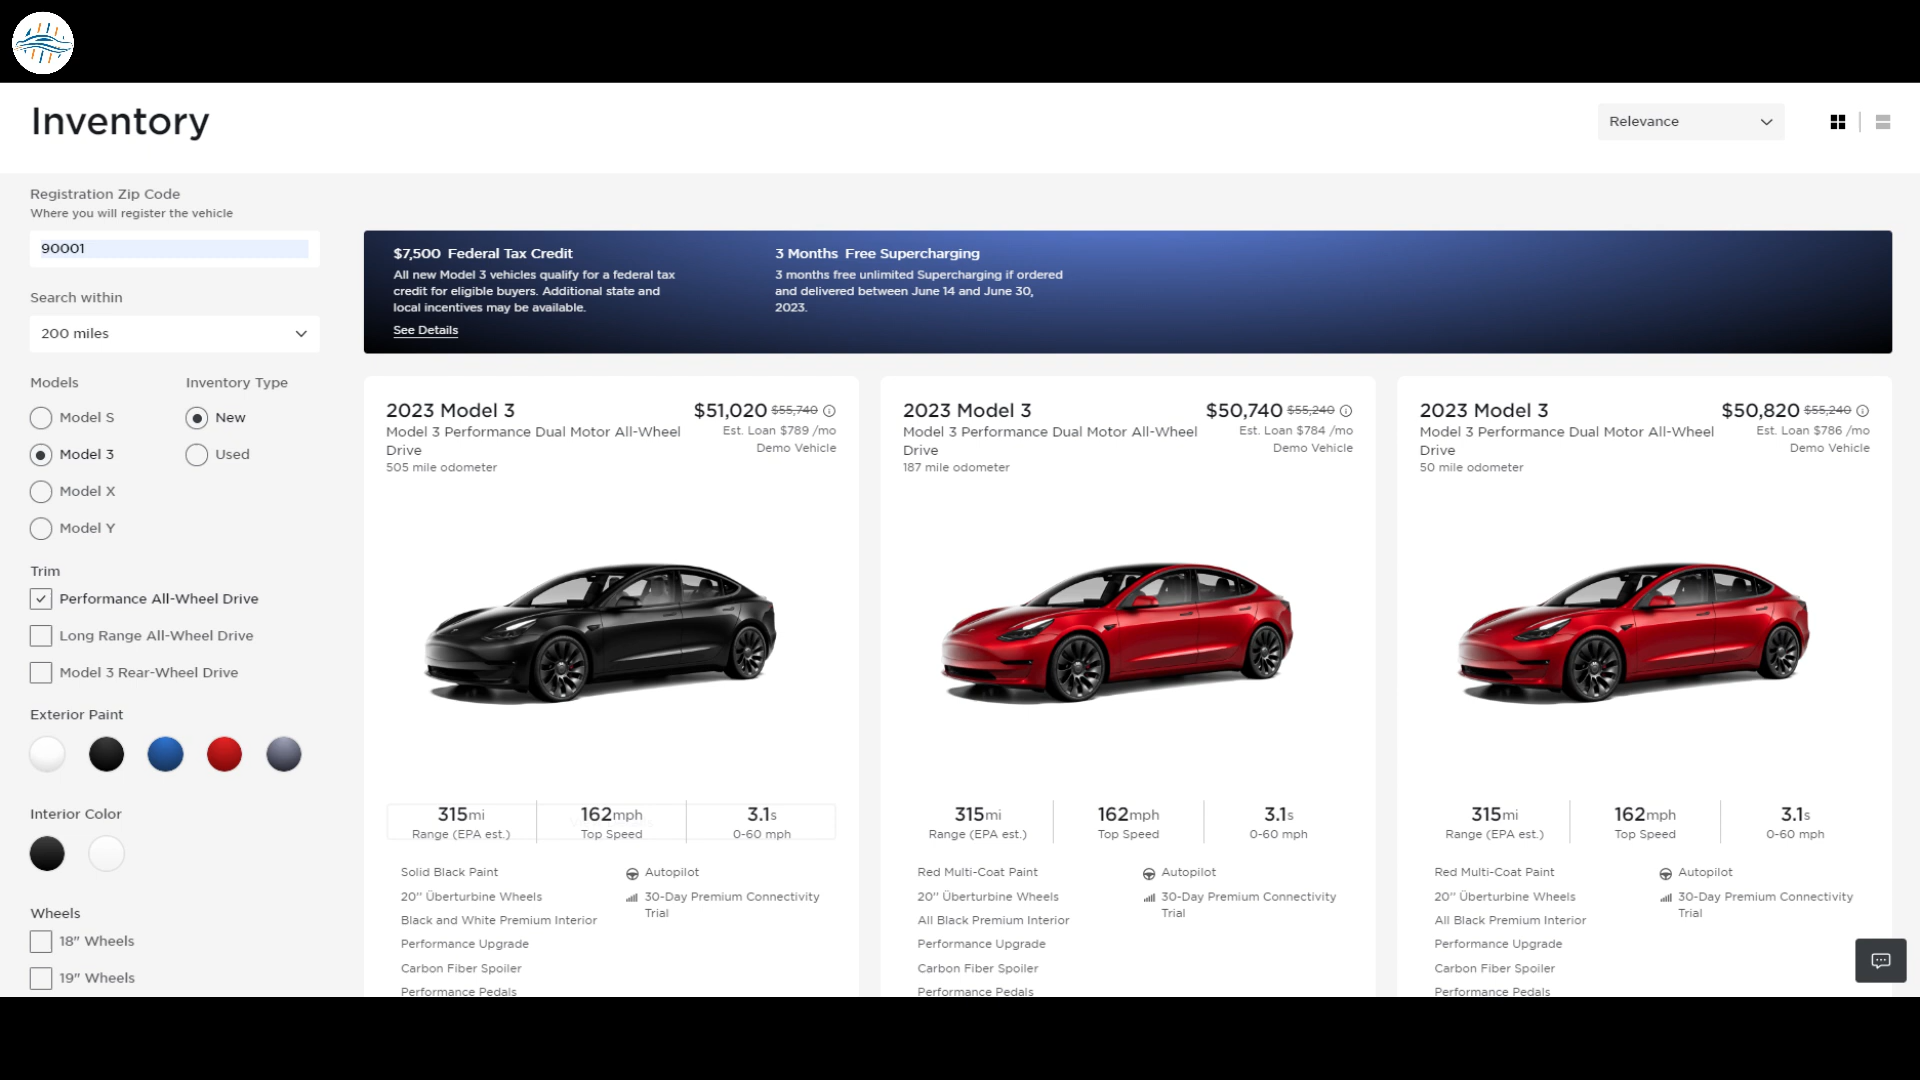 Inventory
Relevance
Registration Zip Code
Where you will register the vehicle
90001
Search within
200 miles
Models
Inventory Type
Model S
New
Model 3
Used
Model X
Model Y
Trim
Performance All-Wheel Drive
Long Range All-Wheel Drive
Model 3 Rear-Wheel Drive
Exterior Paint
Interior Color
Wheels
18" Wheels
19" Wheels
$7,500 Federal Tax Credit
All new Model 3 vehicles qualify for a federal tax
credit for eligible buyers. Additional state and
local incentives may be available.
See Details
3 Months Free Supercharging
3 months free unlimited Supercharging if ordered
and delivered between June 14 and June 30,
2023.
2023 Model 3
$51,020 $55,740
Model 3 Performance Dual Motor All-Wheel
Drive
Est. Loan $789 /mo
Demo Vehicle
505 mile odometer
315mi
Range (EPA est.)
162mph
Top Speed
3.1s
0-60 mph
Solid Black Paint
20'' Überturbine Wheels
Black and White Premium Interior
Performance Upgrade
Carbon Fiber Spoiler
Performance Pedals
Autopilot
30-Day Premium Connectivity
Trial
2023 Model 3
$50,740 $55,240
Model 3 Performance Dual Motor All-Wheel
Drive
Est. Loan $784 /mo
Demo Vehicle
187 mile odometer
315mi
Range (EPA est.)
162mph
Top Speed
3.1s
0-60 mph
Red Multi-Coat Paint
20'' Überturbine Wheels
All Black Premium Interior
Performance Upgrade
Carbon Fiber Spoiler
Performance Pedals
Autopilot
30-Day Premium Connectivity
Trial
2023 Model 3
$50,820 $55,240
Model 3 Performance Dual Motor All-Wheel
Drive
Est. Loan $786 /mo
Demo Vehicle
50 mile odometer
315mi
Range (EPA est.)
162mph
Top Speed
3.1s
0-60 mph
Red Multi-Coat Paint
20'' Überturbine Wheels
All Black Premium Interior
Performance Upgrade
Carbon Fiber Spoiler
Performance Pedals
Autopilot
30-Day Premium Connectivity
Trial